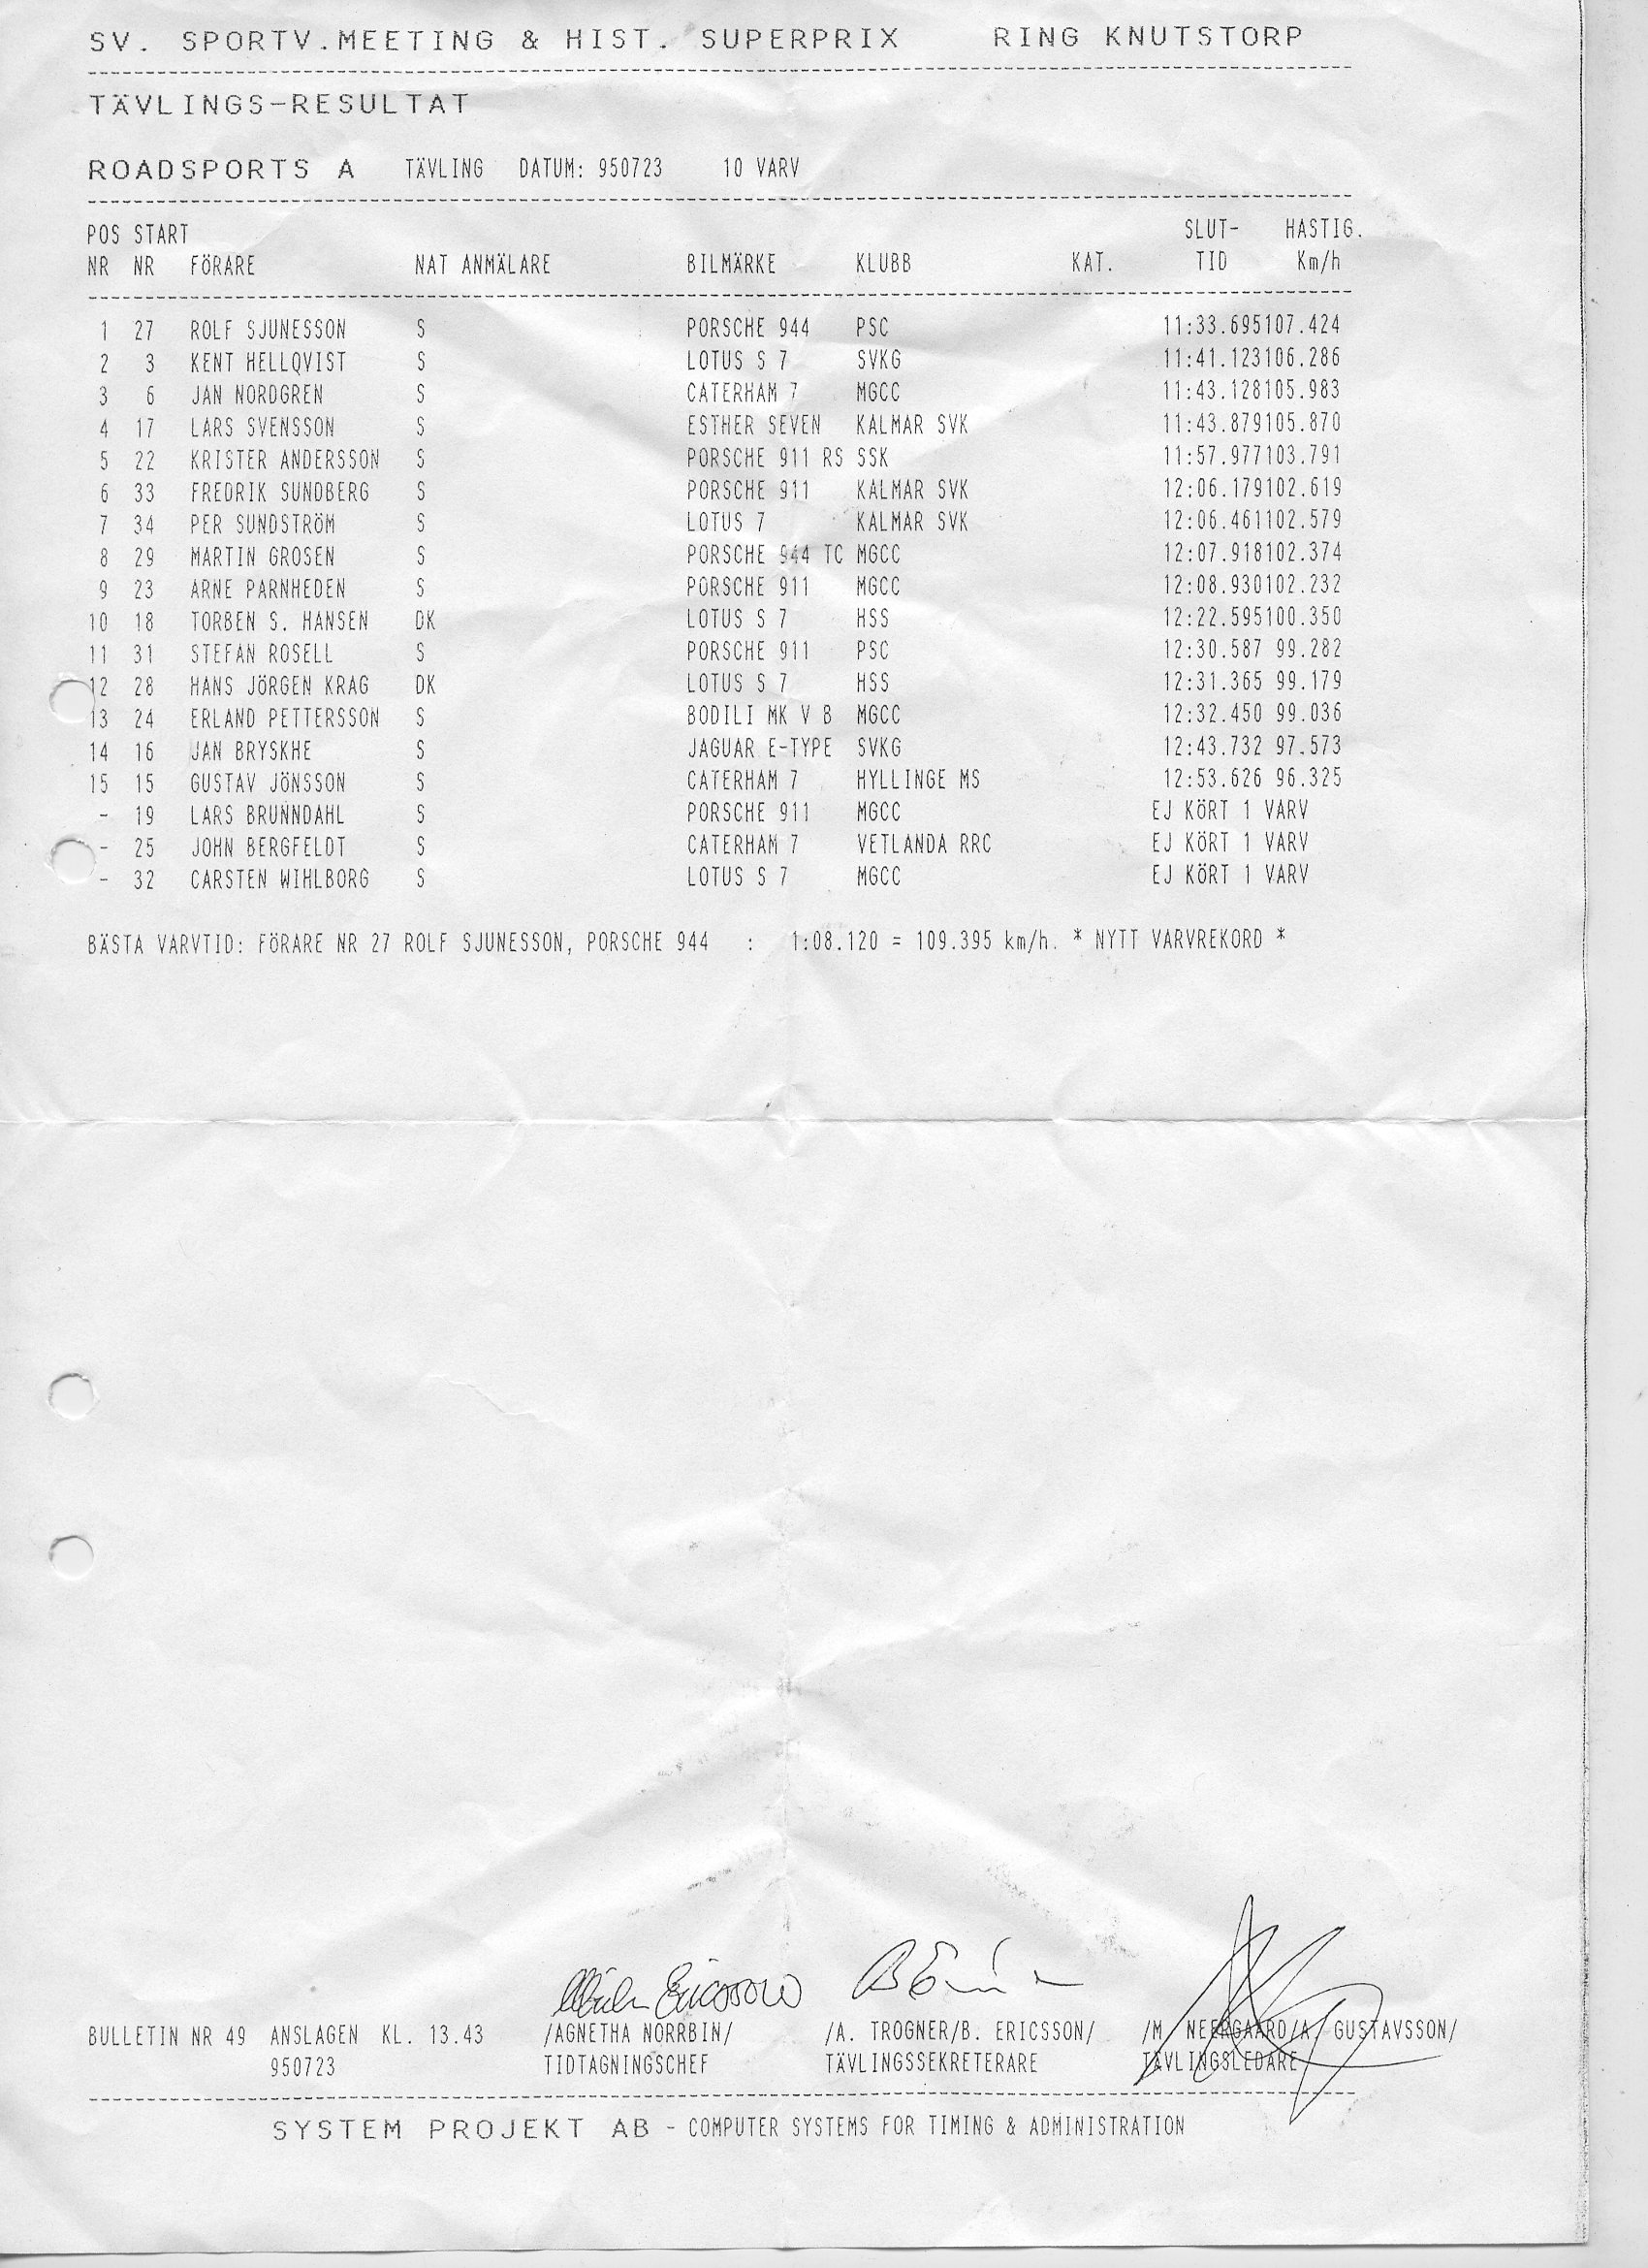 SV. SPORTV.MEETING & HIST. SUPERPRIX RING KNUTSTORP
TÄVLINGS-RESULTAT
ROADSPORTS A TÄVLING DATUM: 950723 10 VARV
POS START SLUT- HASTIG.
NR NR FÖRARE NAT ANMÄLARE BILMÄRKE KLUBB KAT. TID Km/h
1 27 ROLF SJUNESSON S PORSCHE 944 PSC 11:33.695107.424
2 3 KENT HELLQVIST S LOTUS S 7 SVKG 11:41.123106.286
3 6 JAN NORDGREN S CATERHAM 7 MGCC 11:43.128105.983
4 17 LARS SVENSSON S ESTHER SEVEN KALMAR SVK 11:43.879105.870
5 22 KRISTER ANDERSSON S PORSCHE 911 RS SSK 11:57.977103.791
6 33 FREDRIK SUNDBERG S PORSCHE 911 KALMAR SVK 12:06.179102.619
7 34 PER SUNDSTRÖM S LOTUS 7 KALMAR SVK 12:06.461102.579
8 29 MARTIN GROSEN S PORSCHE 944 TC MGCC 12:07.918102.374
9 23 ARNE PARNHEDEN S PORSCHE 911 MGCC 12:08.930102.232
10 18 TORBEN S. HANSEN DK LOTUS S 7 HSS 12:22.595100.350
11 31 STEFAN ROSELL S PORSCHE 911 PSC 12:30.587 99.282
12 28 HANS JÖRGEN KRAG DK LOTUS S 7 HSS 12:31.365 99.179
13 24 ERLAND PETTERSSON S BODILI MK V B MGCC 12:32.450 99.036
14 16 JAN BRYSKHE S JAGUAR E-TYPE SVKG 12:43.732 97.573
15 15 GUSTAV JÖNSSON S CATERHAM 7 HYLLINGE MS 12:53.626 96.325
- 19 LARS BRUNNDAHL S PORSCHE 911 MGCC EJ KÖRT 1 VARV
- 25 JOHN BERGFELDT S CATERHAM 7 VETLANDA RRC EJ KÖRT 1 VARV
- 32 CARSTEN WIHLBORG S LOTUS S 7 MGCC EJ KÖRT 1 VARV
BÄSTA VARVTID: FÖRARE NR 27 ROLF SJUNESSON, PORSCHE 944 : 1:08.120 = 109.395 km/h. * NYTT VARVREKORD *
Ericsson
BULLETIN NR 49 ANSLAGEN KL. 13.43 /AGNETHA NORRBIN/ /A. TROGNER/B. ERICSSON/ /M. NEERGAARD/A. GUSTAVSSON/
950723 TIDTAGNINGSCHEF TÄVLINGSSEKRETERARE TÄVLINGSLEDARE
SYSTEM PROJEKT AB - COMPUTER SYSTEMS FOR TIMING & ADMINISTRATION